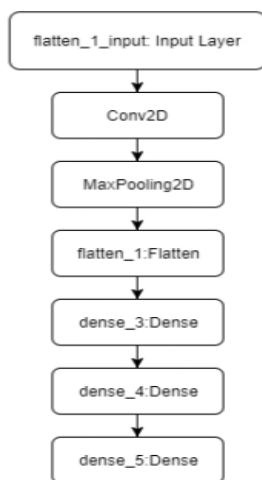 flatten_1_input: Input Layer
Conv2D
MaxPooling2D
flatten_1:Flatten
dense_3:Dense
dense_4:Dense
dense_5:Dense